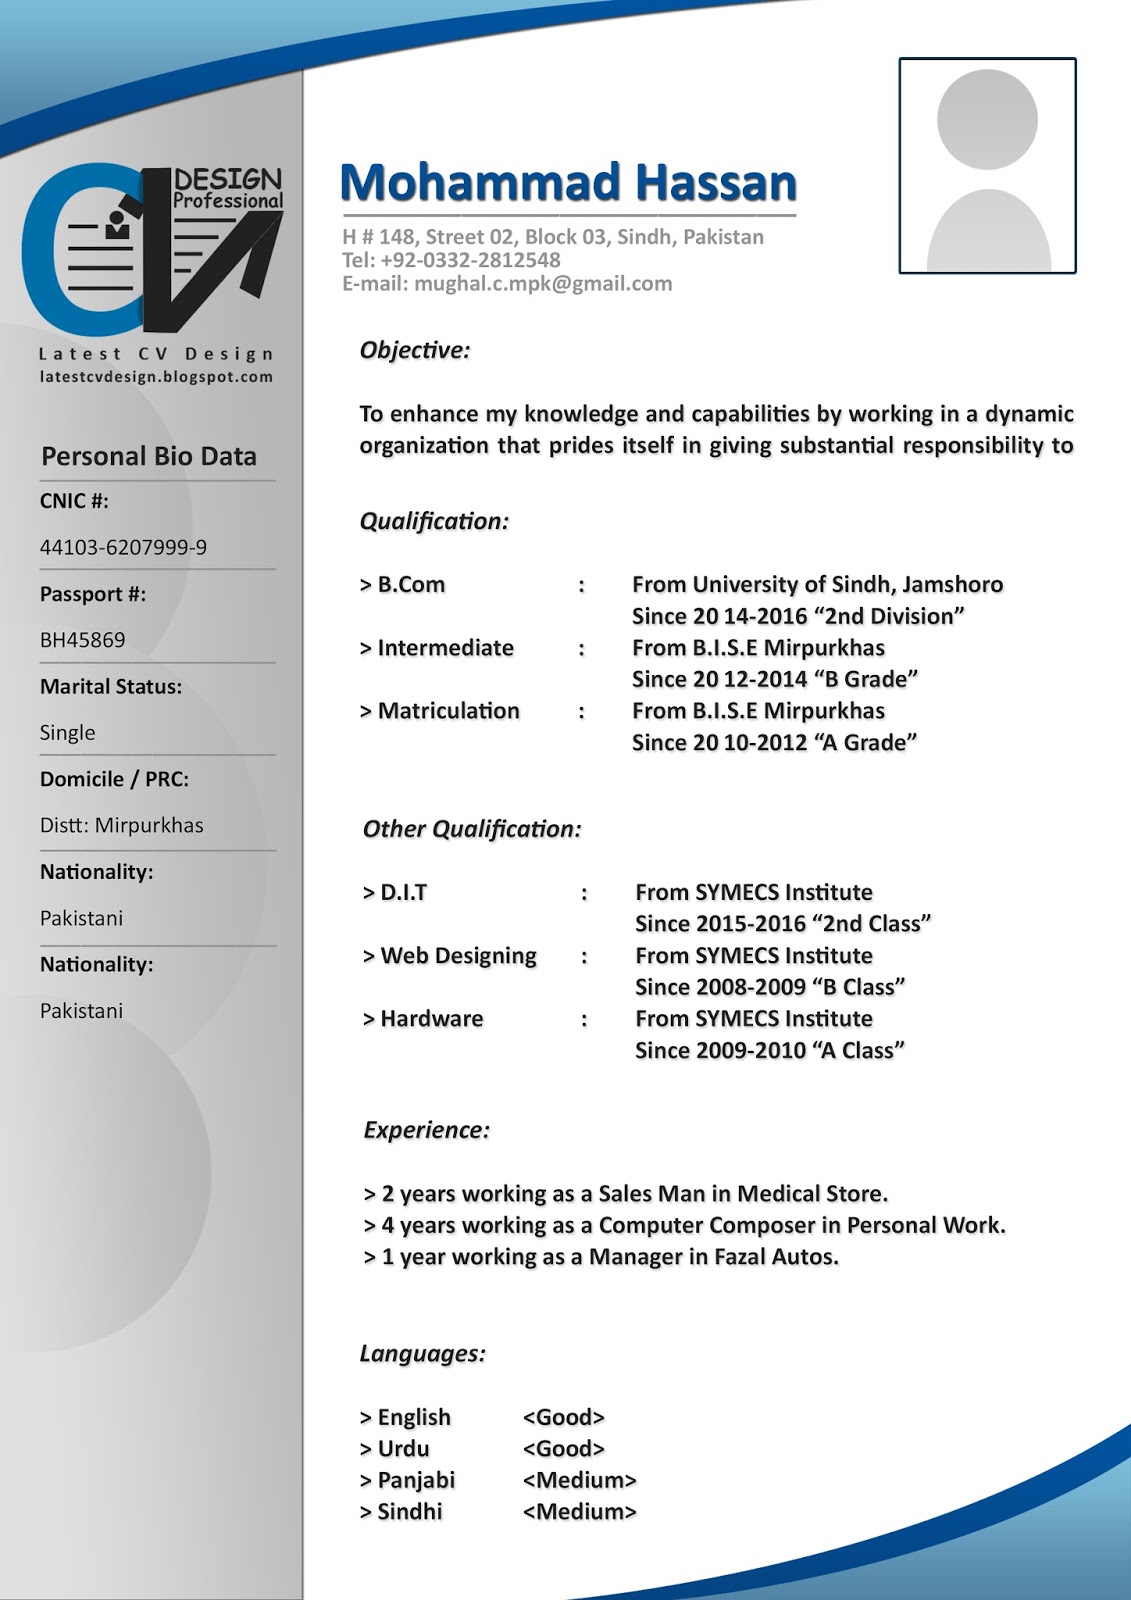 DESIGN
Professional
Latest CV Design
latestcvdesign.blogspot.com
Personal Bio Data
CNIC #:
44103-6207999-9
Passport #:
BH45869
Marital Status:
Single
Domicile / PRC:
Distt: Mirpurkhas
Nationality:
Pakistani
Nationality:
Pakistani
Mohammad Hassan
H # 148, Street 02, Block 03, Sindh, Pakistan
Tel: +92-0332-2812548
E-mail: mughal.c.mpk@gmail.com
Objective:
To enhance my knowledge and capabilities by working in a dynamic
organization that prides itself in giving substantial responsibility to
Qualification:
> B.Com : From University of Sindh, Jamshoro
Since 20 14-2016 “2nd Division”
> Intermediate : From B.I.S.E Mirpurkhas
Since 20 12-2014 “B Grade”
> Matriculation : From B.I.S.E Mirpurkhas
Since 20 10-2012 “A Grade”
Other Qualification:
> D.I.T : From SYMECS Institute
Since 2015-2016 “2nd Class”
> Web Designing : From SYMECS Institute
Since 2008-2009 “B Class”
> Hardware : From SYMECS Institute
Since 2009-2010 “A Class”
Experience:
> 2 years working as a Sales Man in Medical Store.
> 4 years working as a Computer Composer in Personal Work.
> 1 year working as a Manager in Fazal Autos.
Languages:
> English <Good>
> Urdu <Good>
> Panjabi <Medium>
> Sindhi <Medium>